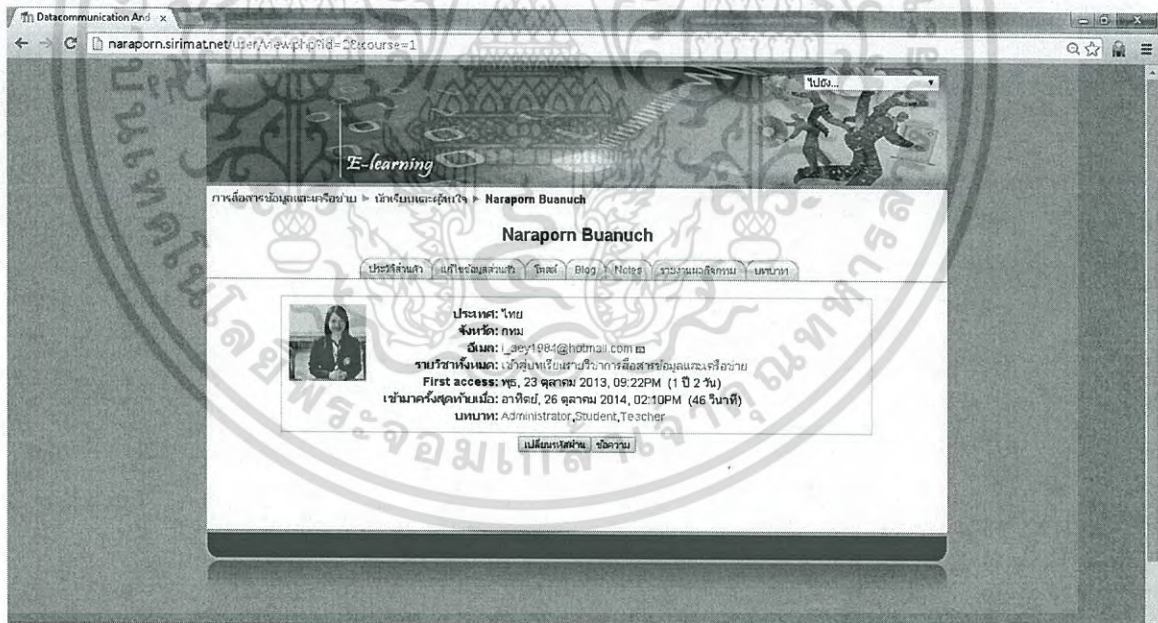 Datacommunication And
naraporn.sirimat.net/user/view.php?id=2&course=1
ไปยัง...
E-learning
การสื่อสารข้อมูลและเครือข่าย ► นักเรียนและผู้สนใจ ► Naraporn Buanuch
Naraporn Buanuch
ประวัติส่วนตัว แก้ไขข้อมูลส่วนตัว โพสต์ Blog Notes รายงานผลกิจกรรม บทบาท
ประเทศ: ไทย
จังหวัด: กทม
อีเมล: i_aey1984@hotmail.com
รายวิชาทั้งหมด: เข้าสู่บทเรียนรายวิชาการสื่อสารข้อมูลและเครือข่าย
First access: พุธ, 23 ตุลาคม 2013, 09:22PM (1 ปี 2 วัน)
เข้ามาครั้งสุดท้ายเมื่อ: อาทิตย์, 26 ตุลาคม 2014, 02:10PM (46 วินาที)
บทบาท: Administrator,Student,Teacher
เปลี่ยนรหัสผ่าน ข้อความ